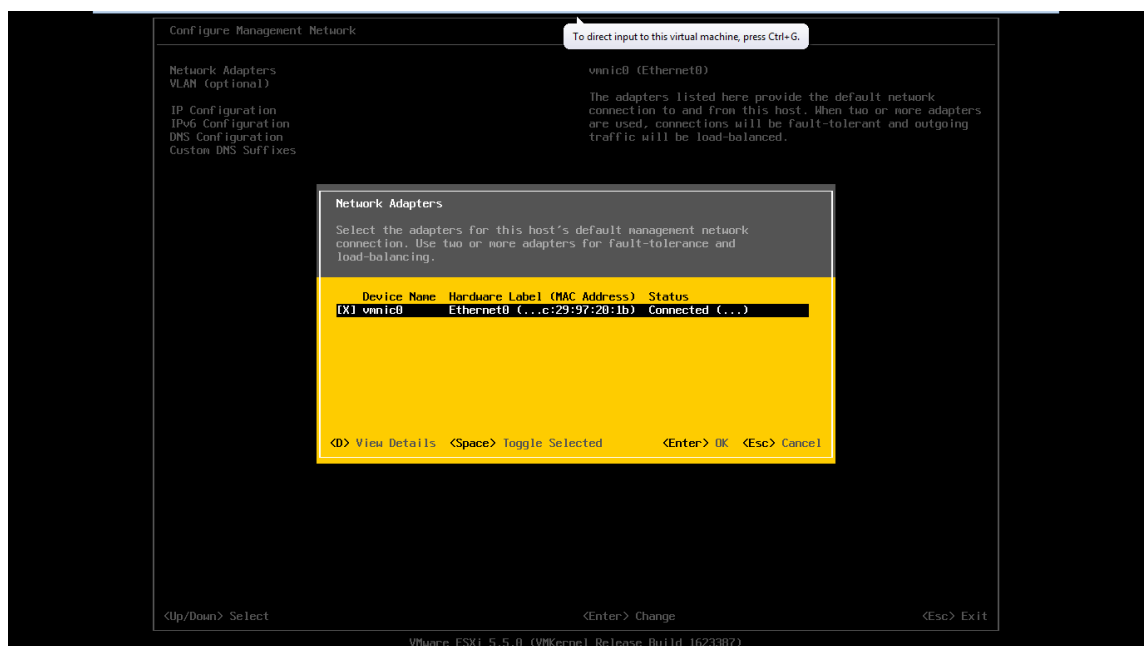 Configure Management Network
To direct input to this virtual machine, press Ctrl+G.
Network Adapters
VLAN (optional)
IP Configuration
IPv6 Configuration
DNS Configuration
Custom DNS Suffixes
vmnic0 (Ethernet0)
The adapters listed here provide the default network
connection to and from this host. When two or more adapters
are used, connections will be fault-tolerant and outgoing
traffic will be load-balanced.
Network Adapters
Select the adapters for this host's default management network
connection. Use two or more adapters for fault-tolerance and
load-balancing.
Device Name Hardware Label (MAC Address) Status
[X] vmnic0 Ethernet0 (...c:29:97:20:1b) Connected (...)
<D> View Details <Space> Toggle Selected <Enter> OK <Esc> Cancel
<Up/Down> Select <Enter> Change <Esc> Exit
VMware ESXi 5.5.0 (VMKernel Release Build 1623387)